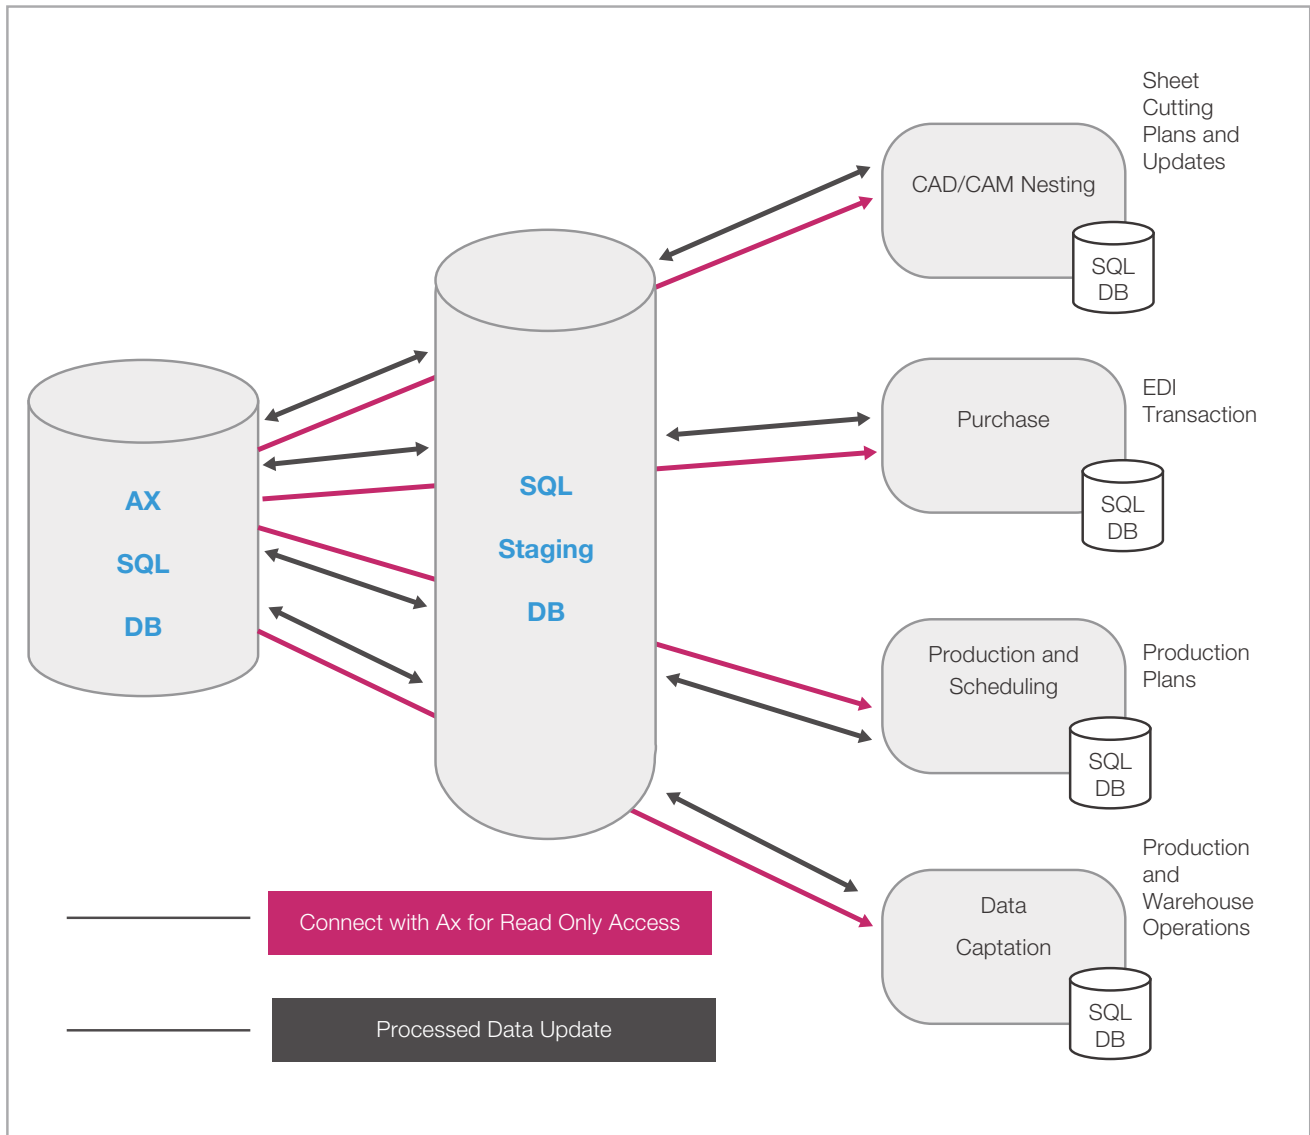 Sheet
Cutting
Plans and
Updates
CAD/CAM Nesting
SQL
DB
EDI
Transaction
Purchase
SQL
DB
AX
SQL
DB
SQL
Staging
DB
Production and
Scheduling
Production
Plans
SQL
DB
Production
and
Warehouse
Operations
Data
Captation
SQL
DB
Connect with Ax for Read Only Access
Processed Data Update